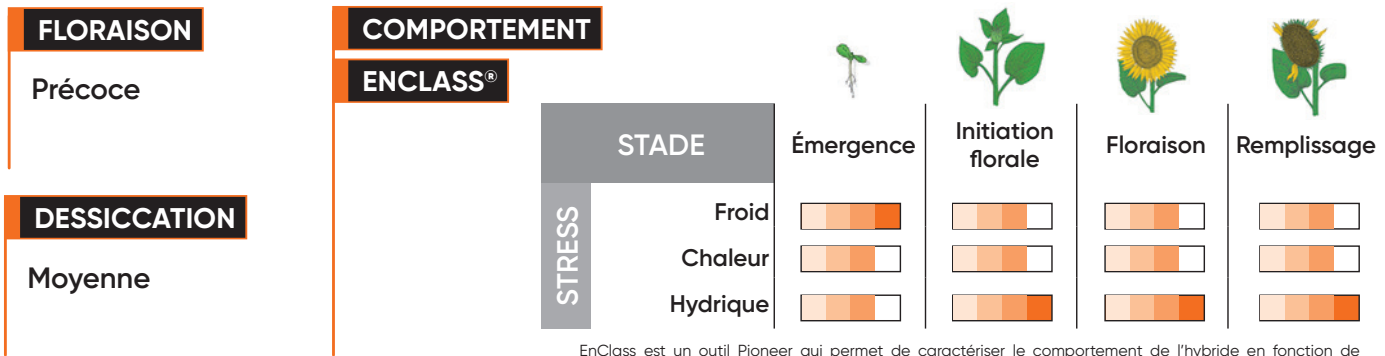 FLORAISON
Précoce
DESSICCATION
Moyenne
COMPORTEMENT
ENCLASS®
STADE
Émergence
Initiation
florale
Floraison
Remplissage
STRESS
Froid
Chaleur
Hydrique
EnClass est un outil Pioneer qui permet de caractériser le comportement de l'hybride en fonction de